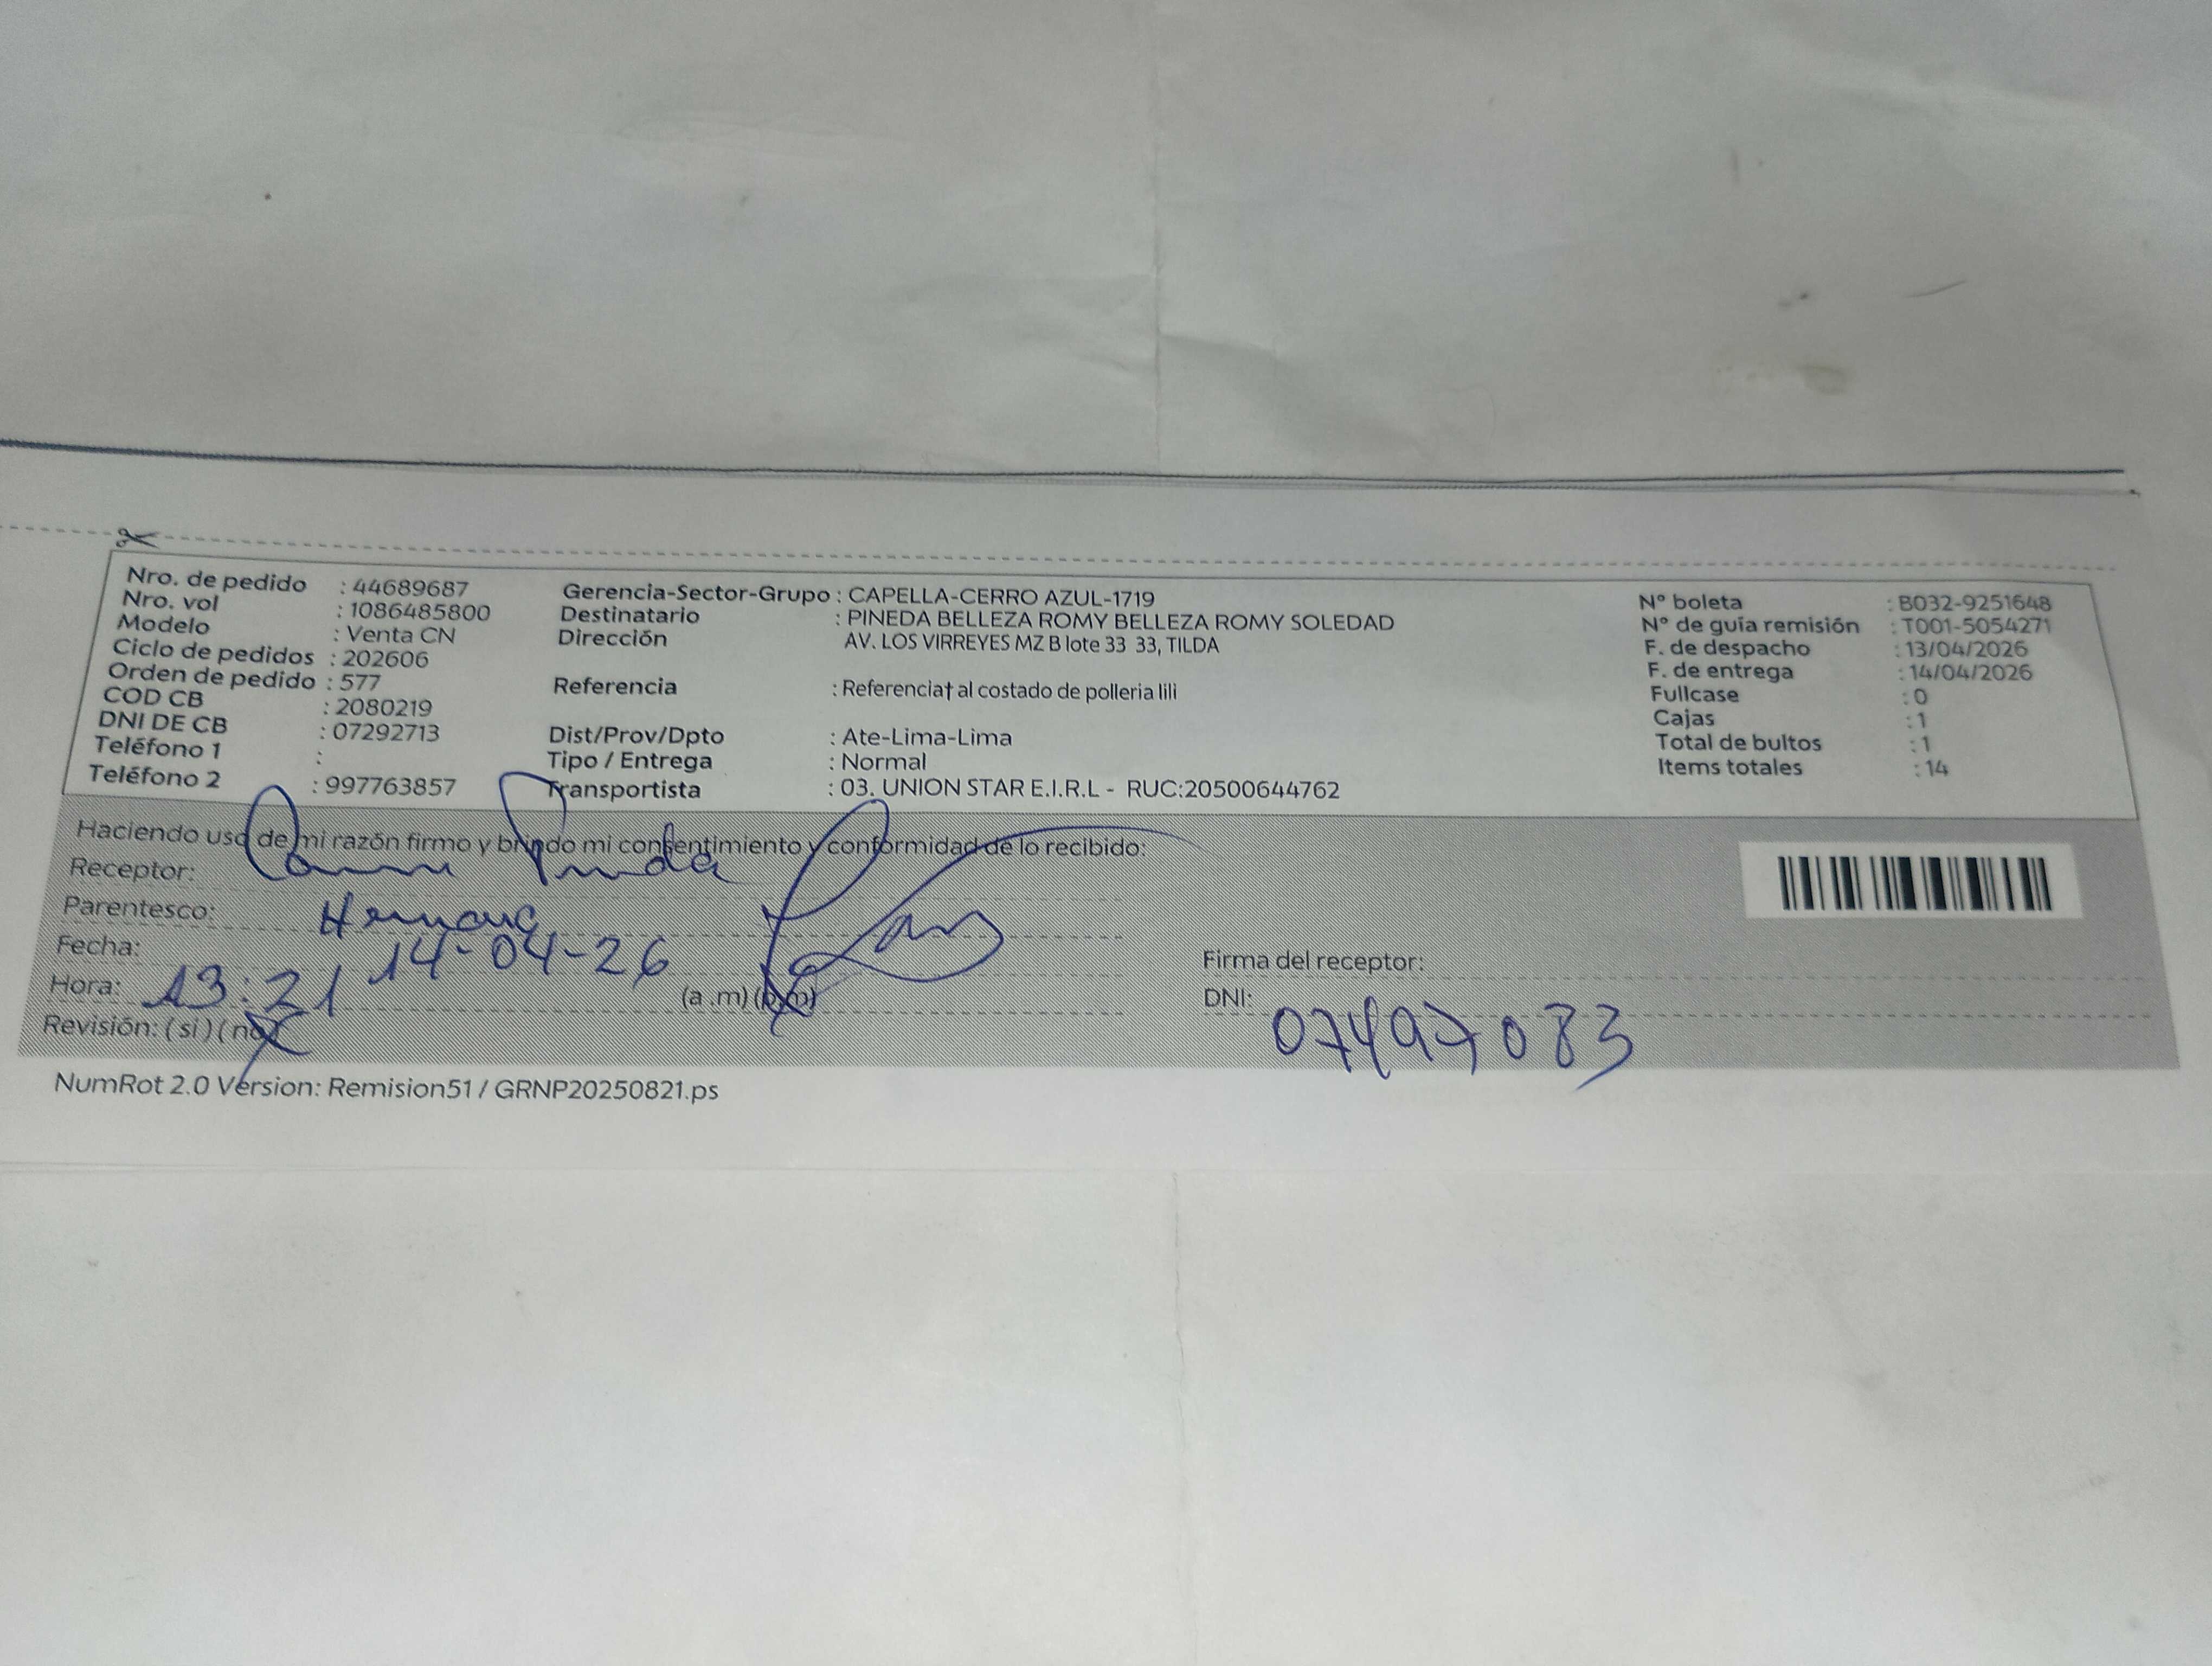 Nro. de pedido : 44689687
Nro. vol : 1086485800
Modelo : Venta CN
Ciclo de pedidos : 202606
Orden de pedido : 577
COD CB : 2080219
DNI DE CB : 07292713
Teléfono 1 :
Teléfono 2 : 997763857
Gerencia-Sector-Grupo : CAPELLA-CERRO AZUL-1719
Destinatario : PINEDA BELLEZA ROMY BELLEZA ROMY SOLEDAD
Dirección AV. LOS VIRREYES MZ B lote 33 33, TILDA
Referencia : Referencia† al costado de polleria lili
Dist/Prov/Dpto : Ate-Lima-Lima
Tipo / Entrega : Normal
Transportista : 03. UNION STAR E.I.R.L - RUC:20500644762
N° boleta : B032-9251648
N° de guía remisión : T001-5054271
F. de despacho : 13/04/2026
F. de entrega : 14/04/2026
Fullcase : 0
Cajas : 1
Total de bultos : 1
Items totales : 14
Haciendo uso de mi razón firmo y brindo mi consentimiento y conformidad de lo recibido:
Receptor:
Parentesco: Hermana
Fecha: 14-04-26
Hora: 13:21 (a .m) (p.m)
Revisión: ( si ) ( no )
Firma del receptor:
DNI: 07497083
NumRot 2.0 Version: Remision51 / GRNP20250821.ps